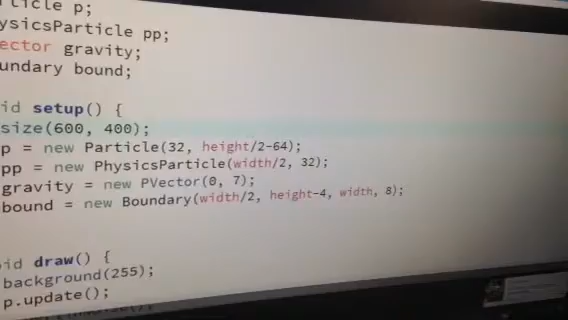 ticle p;
ysicsParticle pp;
ector gravity;
undary bound;
id setup() {
size(600, 400);
p = new Particle(32, height/2-64);
pp = new PhysicsParticle(width/2, 32);
gravity = new PVector(0, 7);
bound = new Boundary(width/2, height-4, width, 8);
id draw() {
background(255);
p.update();